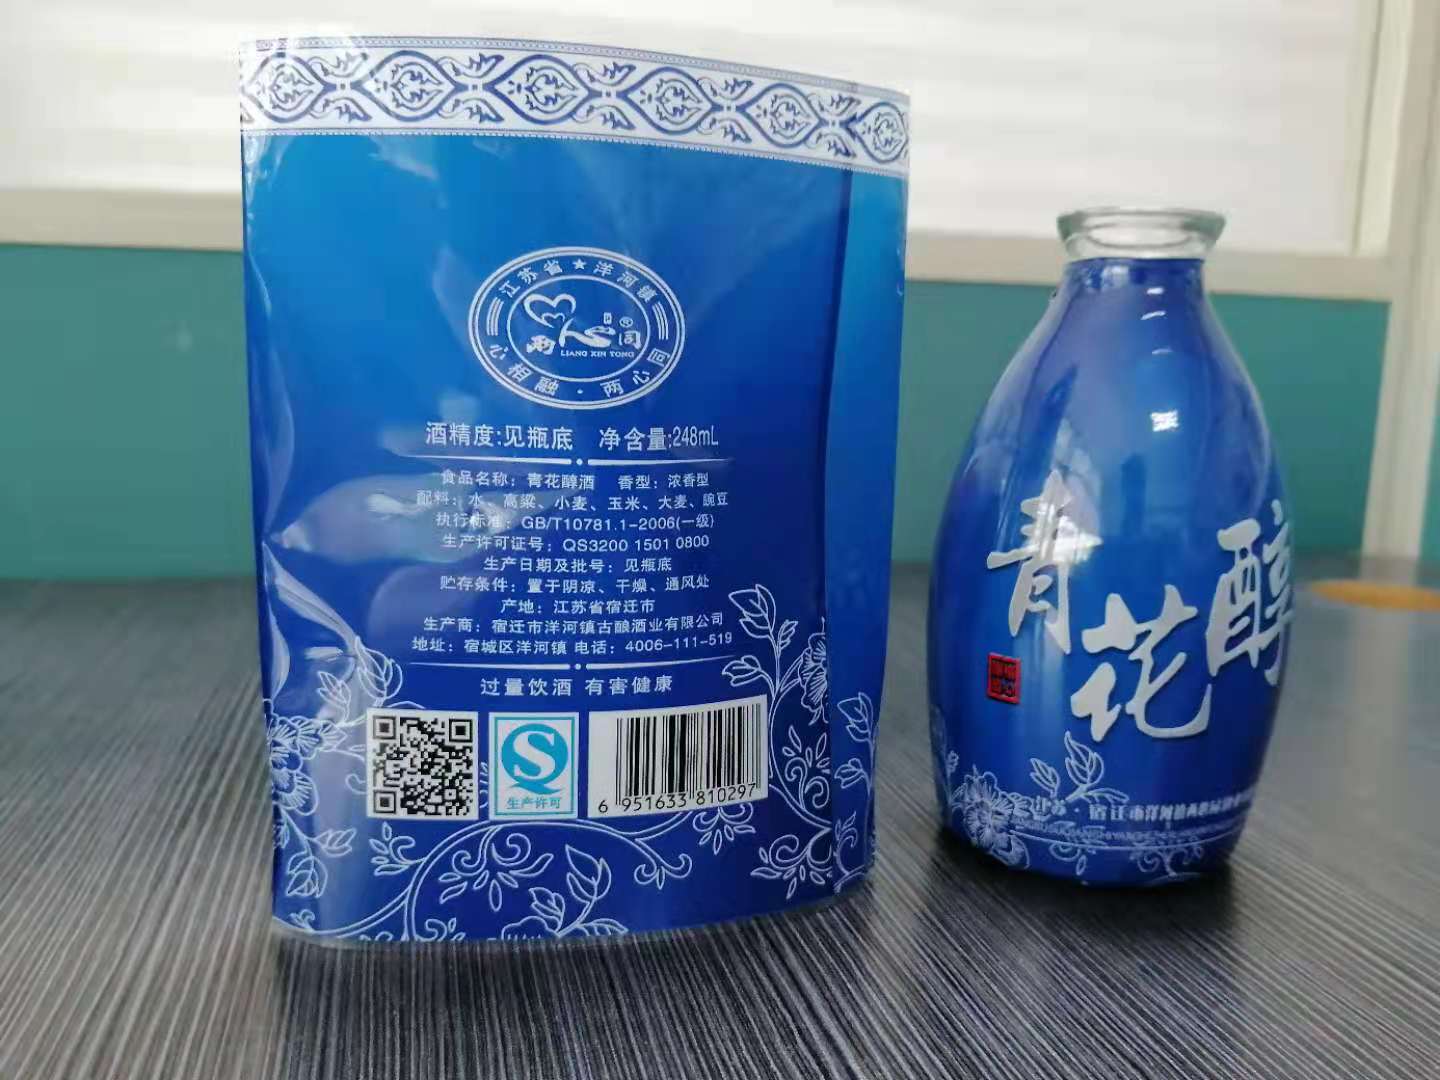 江苏省★洋河镇
两心同®
LIANG XIN TONG
心相融·两心同
酒精度:见瓶底 净含量:248mL
食品名称：青花醇酒 香型：浓香型
配料：水、高粱、小麦、玉米、大麦、豌豆
执行标准：GB/T10781.1-2006(一级)
生产许可证号：QS3200 1501 0800
生产日期及批号：见瓶底
贮存条件：置于阴凉、干燥、通风处
产地：江苏省宿迁市
生产商：宿迁市洋河镇古酿酒业有限公司
地址：宿城区洋河镇 电话：4006-111-519
过量饮酒 有害健康
生产许可
6 951633 810297
青花醇
江苏·宿迁市洋河镇